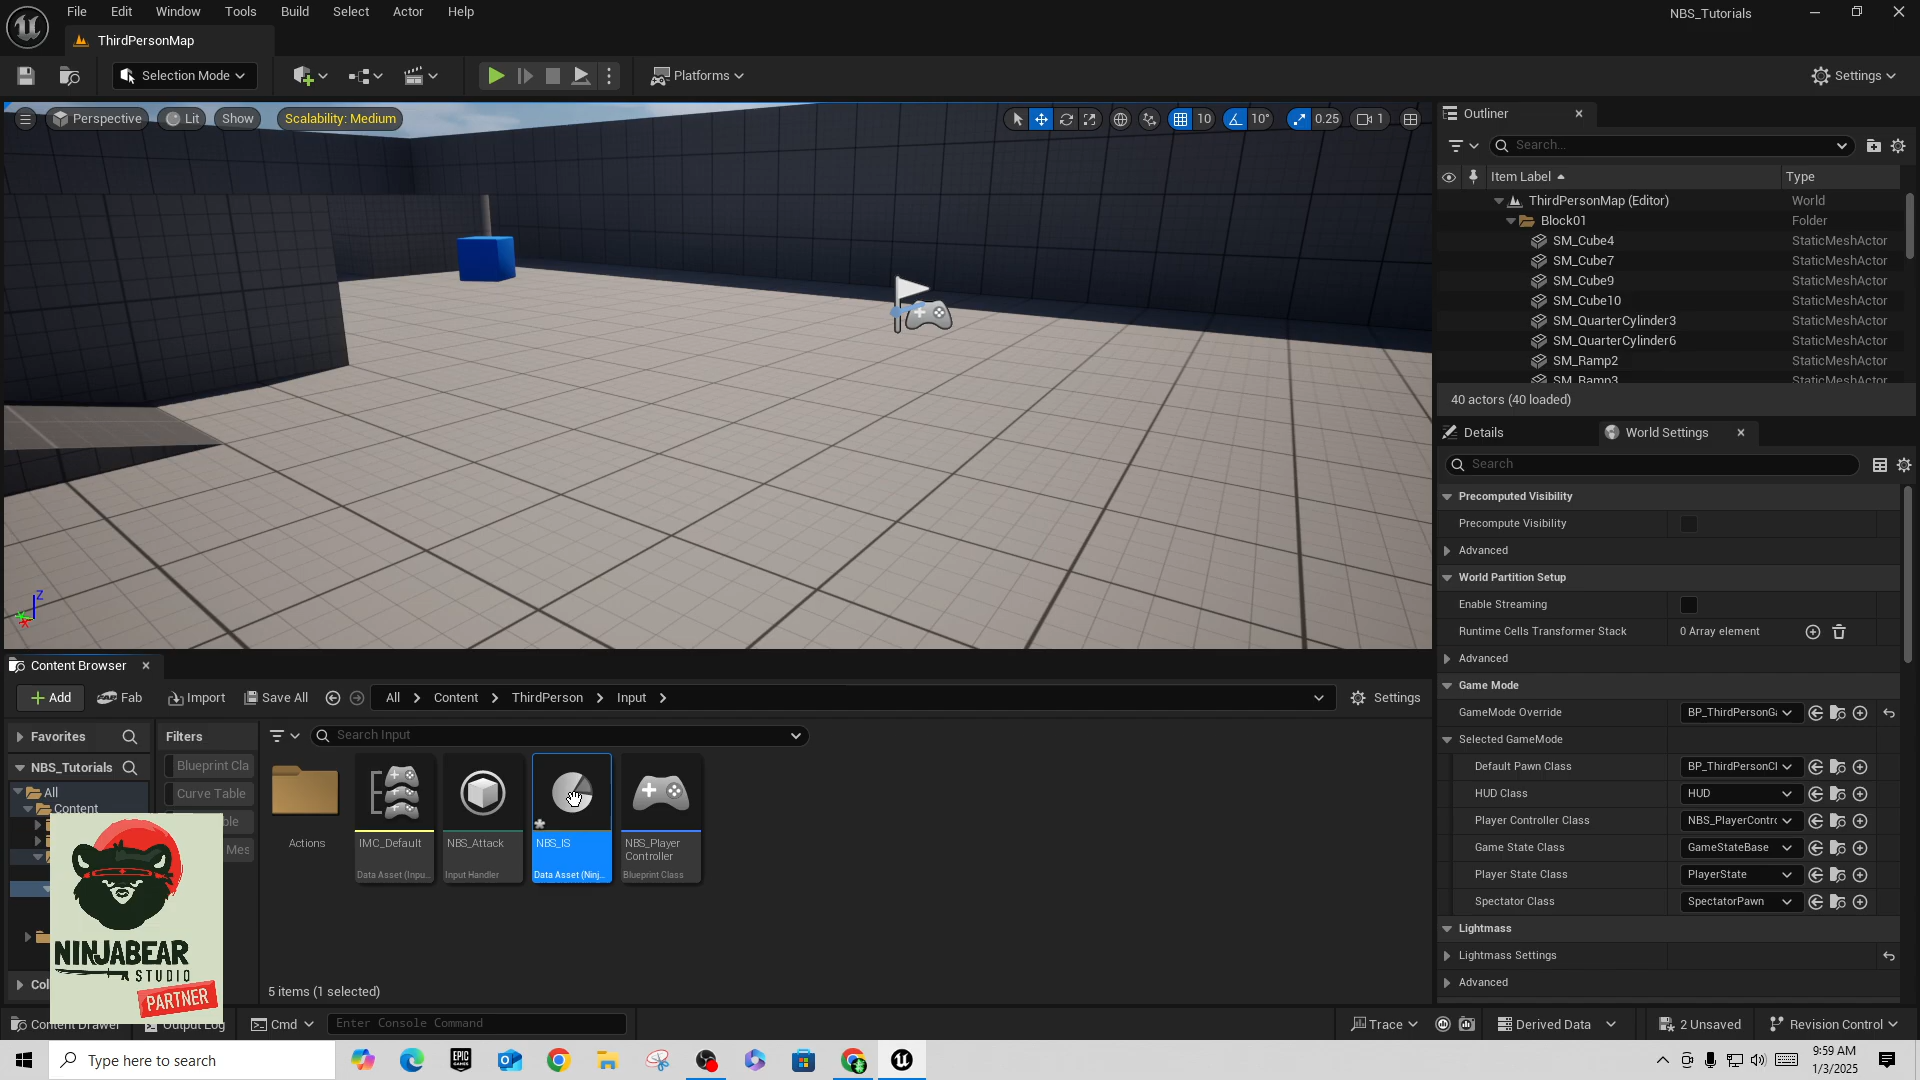 File Edit Window Tools Build Select Actor Help
NBS_Tutorials
ThirdPersonMap
Selection Mode
Platforms
Settings
Perspective
Lit
Show
Scalability: Medium
10
10°
0.25
1
Outliner
Search...
Item Label
Type
ThirdPersonMap (Editor) World
Block01 Folder
SM_Cube4 StaticMeshActor
SM_Cube7 StaticMeshActor
SM_Cube9 StaticMeshActor
SM_Cube10 StaticMeshActor
SM_QuarterCylinder3 StaticMeshActor
SM_QuarterCylinder6 StaticMeshActor
SM_Ramp2 StaticMeshActor
SM_Ramp3 StaticMeshActor
40 actors (40 loaded)
Details
World Settings
Search
Precomputed Visibility
Precompute Visibility
Advanced
World Partition Setup
Enable Streaming
Runtime Cells Transformer Stack 0 Array element
Advanced
Game Mode
GameMode Override BP_ThirdPersonGa
Selected GameMode
Default Pawn Class BP_ThirdPersonCl
HUD Class HUD
Player Controller Class NBS_PlayerContro
Game State Class GameStateBase
Player State Class PlayerState
Spectator Class SpectatorPawn
Lightmass
Lightmass Settings
Advanced
Z
Content Browser
Add
Fab
Import
Save All
All Content ThirdPerson Input
Settings
Favorites
NBS_Tutorials
All
Content
Filters
Blueprint Cla
Curve Table
Mes
Search Input
Actions
IMC_Default
Data Asset (Inpu...
NBS_Attack
Input Handler
NBS_IS
Data Asset (Ninj...
NBS_Player
Controller
Blueprint Class
5 items (1 selected)
NINJABEAR
STUDIO
PARTNER
Content Drawer
Output Log
Cmd
Enter Console Command
Trace
Derived Data
2 Unsaved
Revision Control
Type here to search
EPIC
GAMES
9:59 AM
1/3/2025